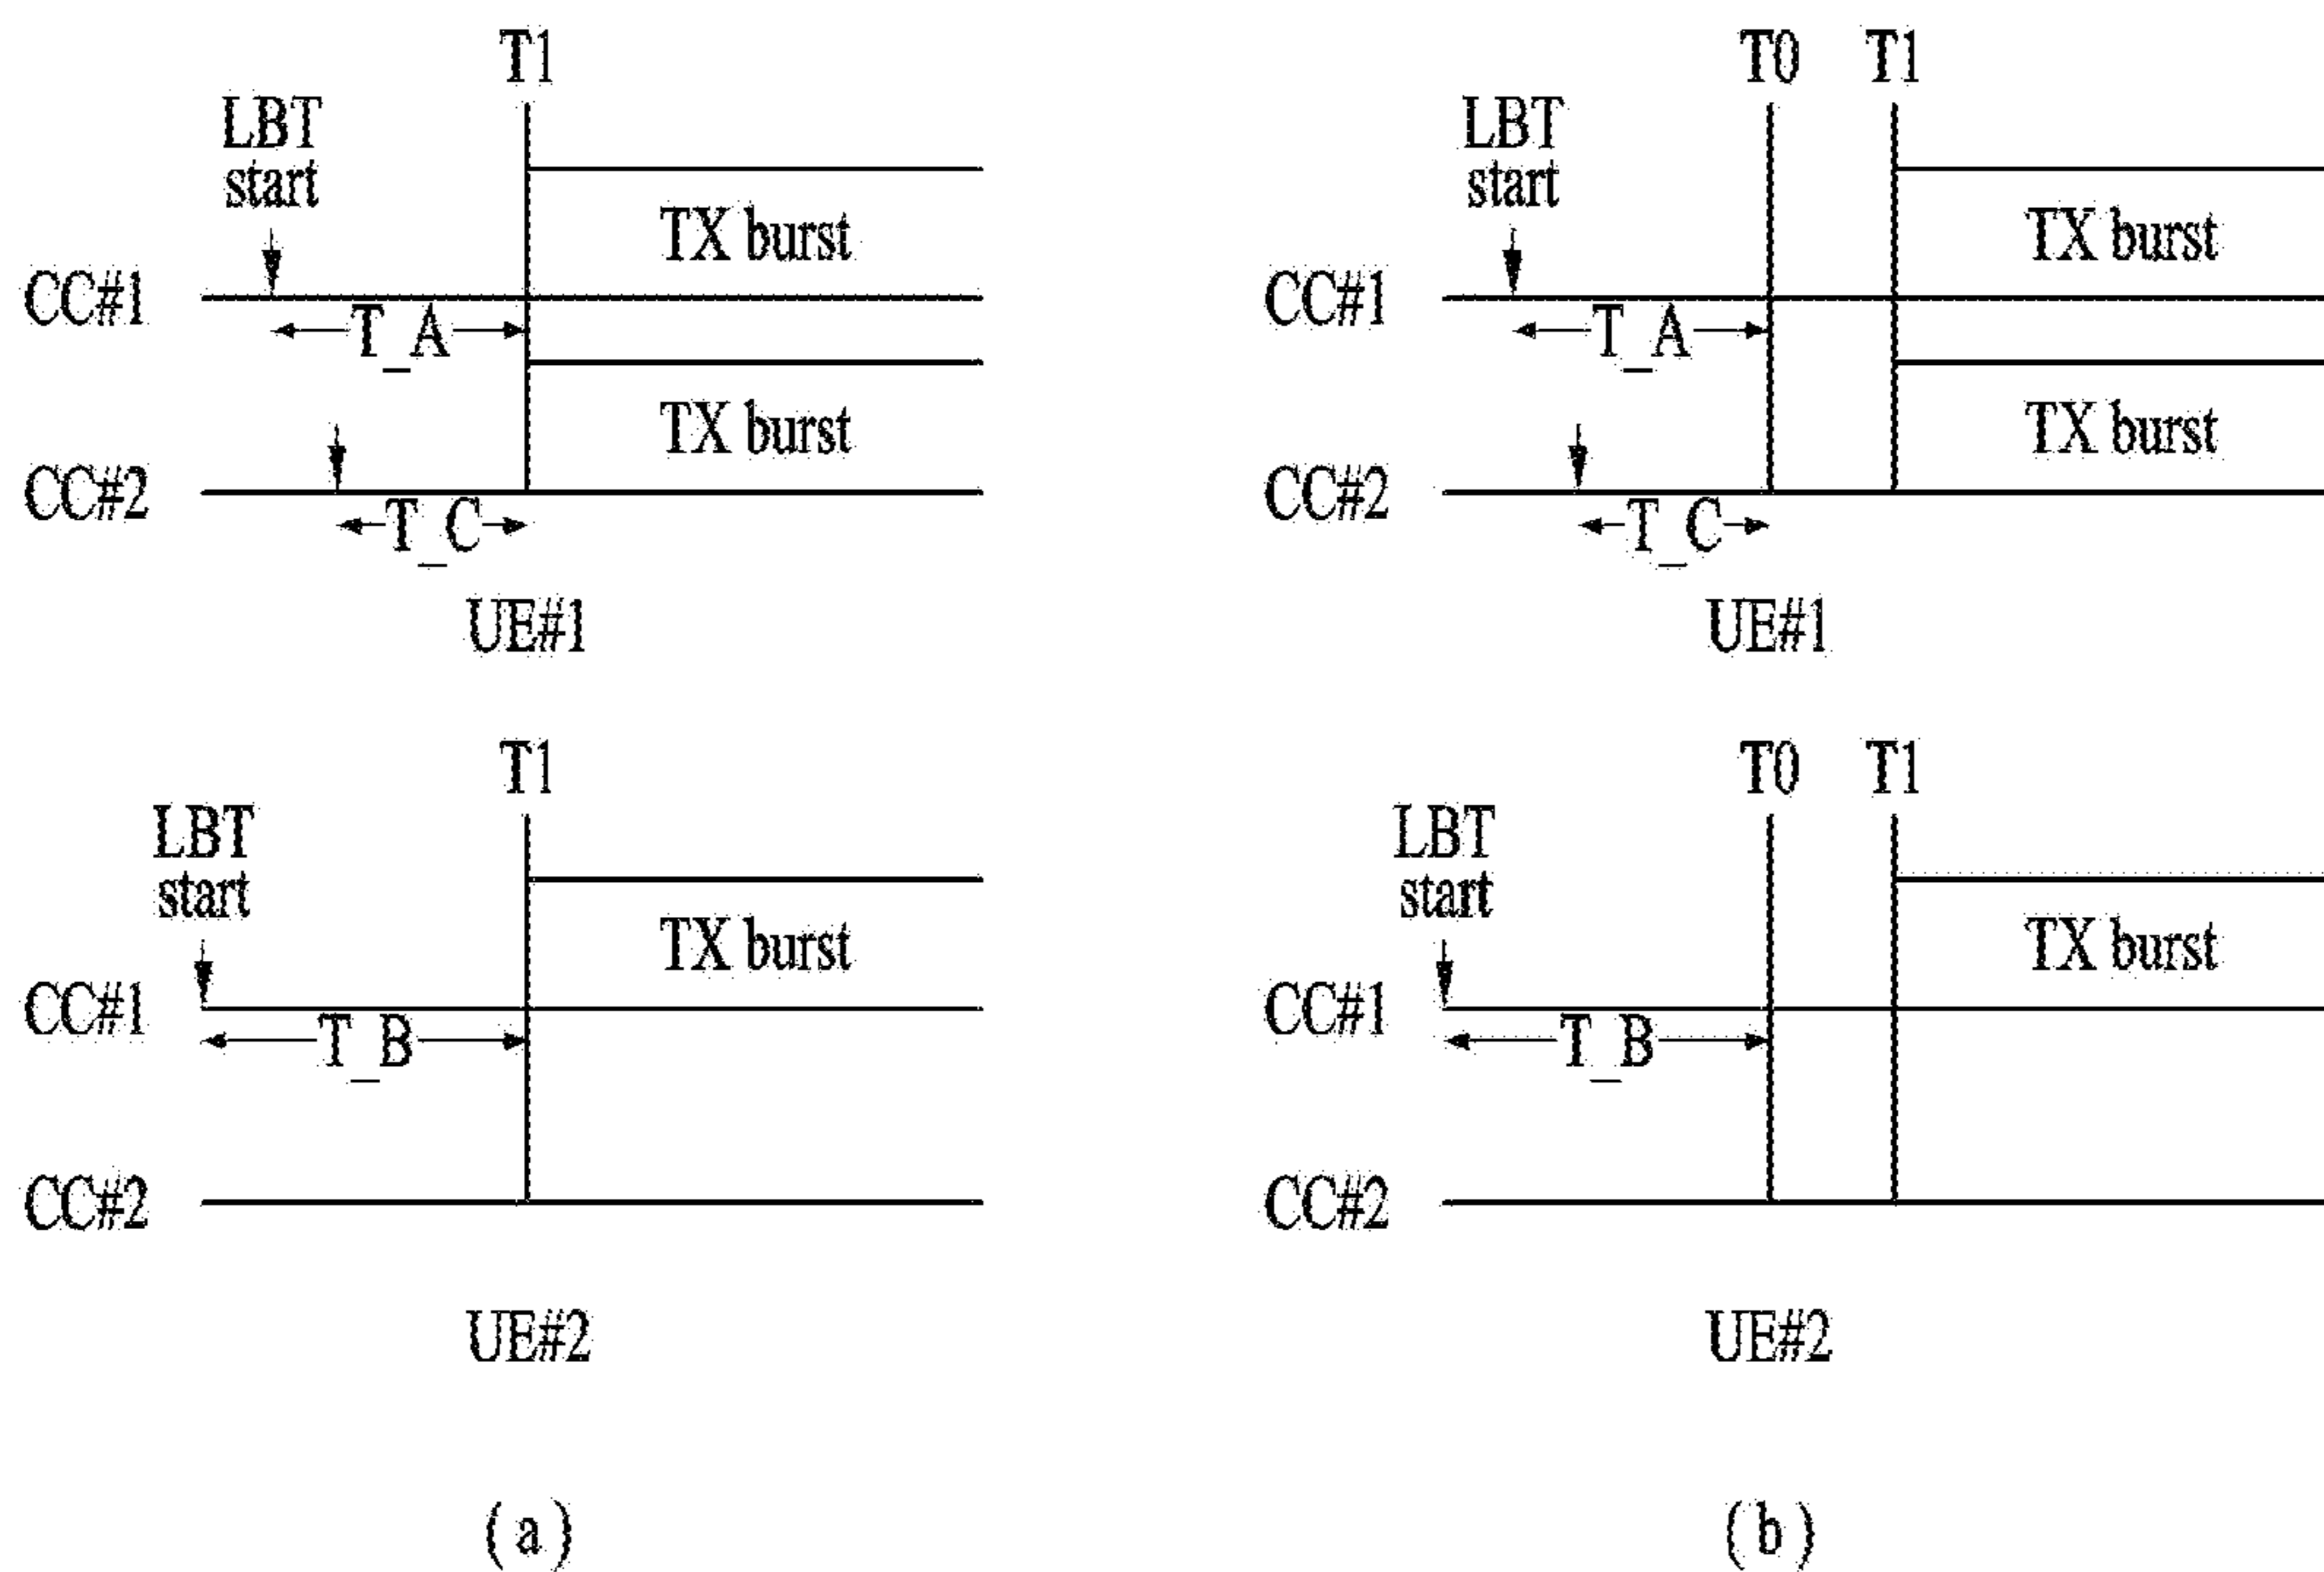 T1
LBT
start
TX burst
CC#1
T_A
TX burst
CC#2
T_C
UE#1
T1
LBT
start
TX burst
CC#1
T_B
CC#2
UE#2
(a)
T0 T1
LBT
start
TX burst
CC#1
T_A
TX burst
CC#2
T_C
UE#1
T0 T1
LBT
start
TX burst
CC#1
T_B
CC#2
UE#2
(b)